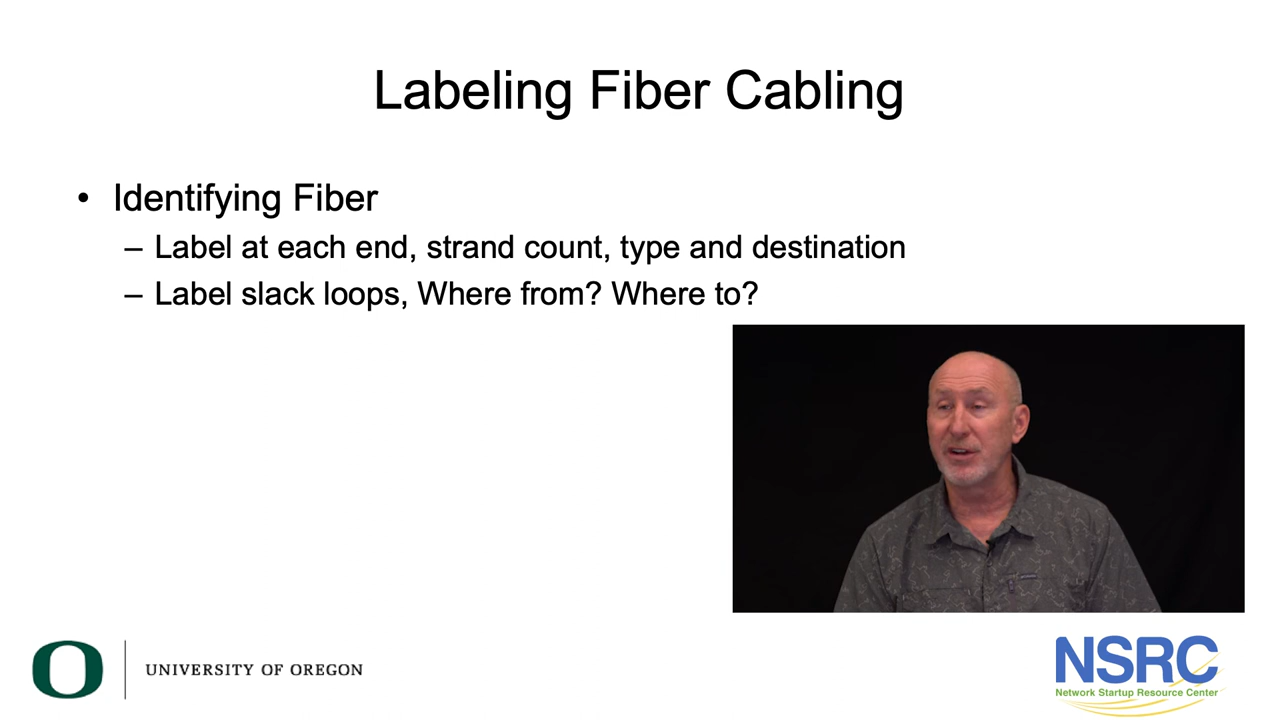 Labeling Fiber Cabling
• Identifying Fiber
– Label at each end, strand count, type and destination
– Label slack loops, Where from? Where to?
UNIVERSITY OF OREGON
NSRC
Network Startup Resource Center